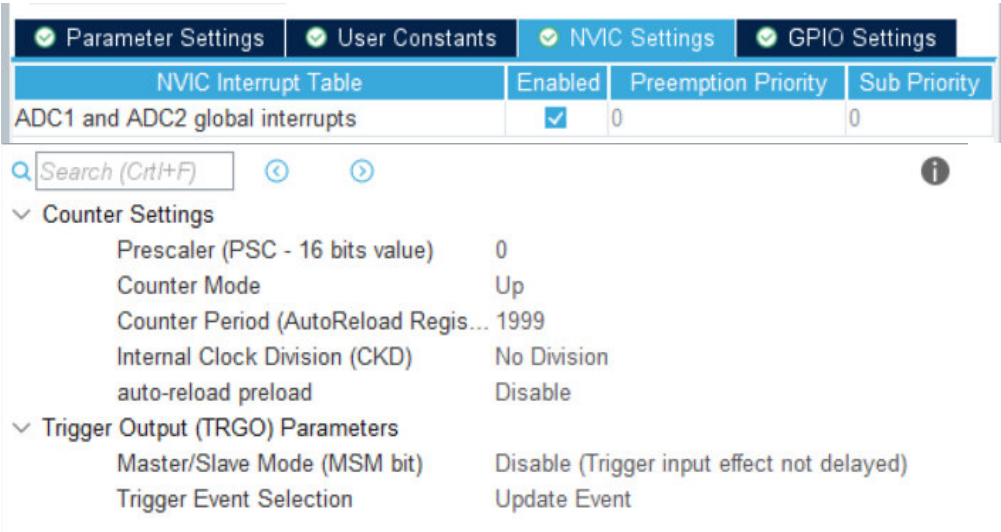 Parameter Settings User Constants NVIC Settings GPIO Settings
NVIC Interrupt Table Enabled Preemption Priority Sub Priority
ADC1 and ADC2 global interrupts 0 0
Search (Crtl+F)
Counter Settings
Prescaler (PSC - 16 bits value) 0
Counter Mode Up
Counter Period (AutoReload Regis... 1999
Internal Clock Division (CKD) No Division
auto-reload preload Disable
Trigger Output (TRGO) Parameters
Master/Slave Mode (MSM bit) Disable (Trigger input effect not delayed)
Trigger Event Selection Update Event